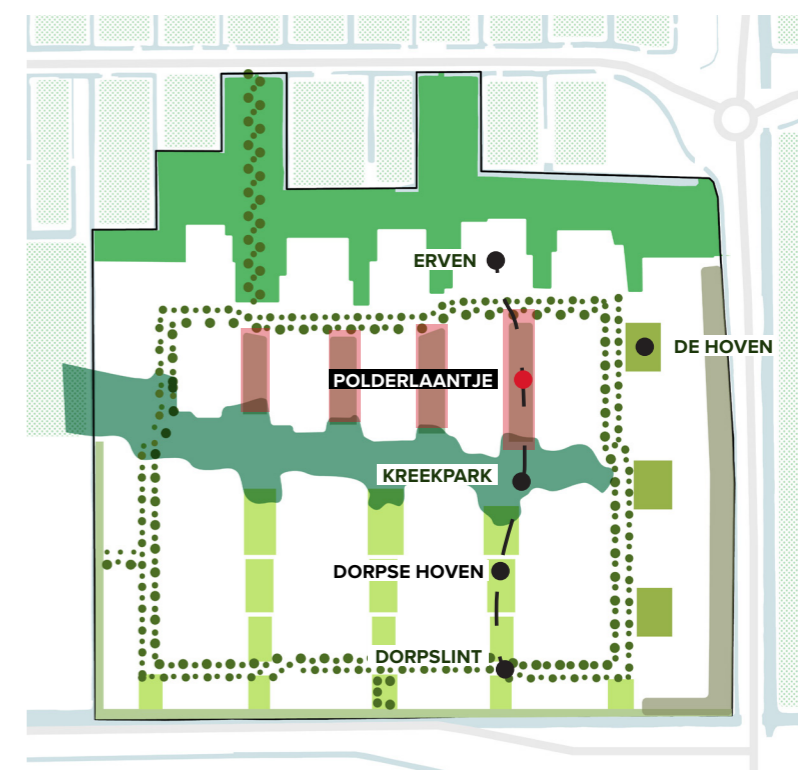 ERVEN
DE HOVEN
POLDERLAANTJE
KREEKPARK
DORPSE HOVEN
DORPSLINT